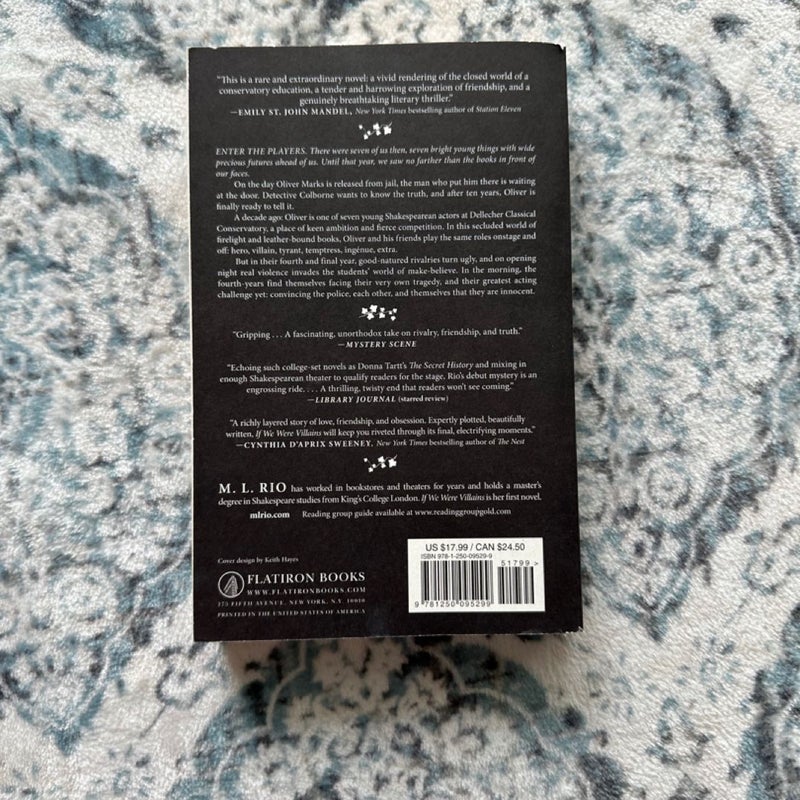 “This is a rare and extraordinary novel: a vivid rendering of the closed world of a
conservatory education, a tender and harrowing exploration of friendship, and a
genuinely breathtaking literary thriller.”
—EMILY ST. JOHN MANDEL, New York Times bestselling author of Station Eleven
ENTER THE PLAYERS. There were seven of us then, seven bright young things with wide
precious futures ahead of us. Until that year, we saw no farther than the books in front of
our faces.
On the day Oliver Marks is released from jail, the man who put him there is waiting
at the door. Detective Colborne wants to know the truth, and after ten years, Oliver is
finally ready to tell it.
A decade ago: Oliver is one of seven young Shakespearean actors at Dellecher Classical
Conservatory, a place of keen ambition and fierce competition. In this secluded world of
firelight and leather-bound books, Oliver and his friends play the same roles onstage and
off: hero, villain, tyrant, temptress, ingénue, extra.
But in their fourth and final year, good-natured rivalries turn ugly, and on opening
night real violence invades the students’ world of make-believe. In the morning, the
fourth-years find themselves facing their very own tragedy, and their greatest acting
challenge yet: convincing the police, each other, and themselves that they are innocent.
“Gripping . . . A fascinating, unorthodox take on rivalry, friendship, and truth.”
—MYSTERY SCENE
“Echoing such college-set novels as Donna Tartt’s The Secret History and mixing in
enough Shakespearean theater to qualify readers for the stage, Rio’s debut mystery is an
engrossing ride. . . . A thrilling, twisty end that readers won’t see coming.”
—LIBRARY JOURNAL (starred review)
“A richly layered story of love, friendship, and obsession. Expertly plotted, beautifully
written. If We Were Villains will keep you riveted through its final, electrifying moments.”
—CYNTHIA D’APRIX SWEENEY, New York Times bestselling author of The Nest
M. L. RIO has worked in bookstores and theaters for years and holds a master’s
degree in Shakespeare studies from King’s College London. If We Were Villains is her first novel.
mlrio.com Reading group guide available at www.readinggroupgold.com
Cover design by Keith Hayes
FLATIRON BOOKS
WWW.FLATIRONBOOKS.COM
175 FIFTH AVENUE, NEW YORK, N.Y. 10010
PRINTED IN THE UNITED STATES OF AMERICA
US $17.99 / CAN $24.50
ISBN 978-1-250-09529-9
51799>
9 781250 095299